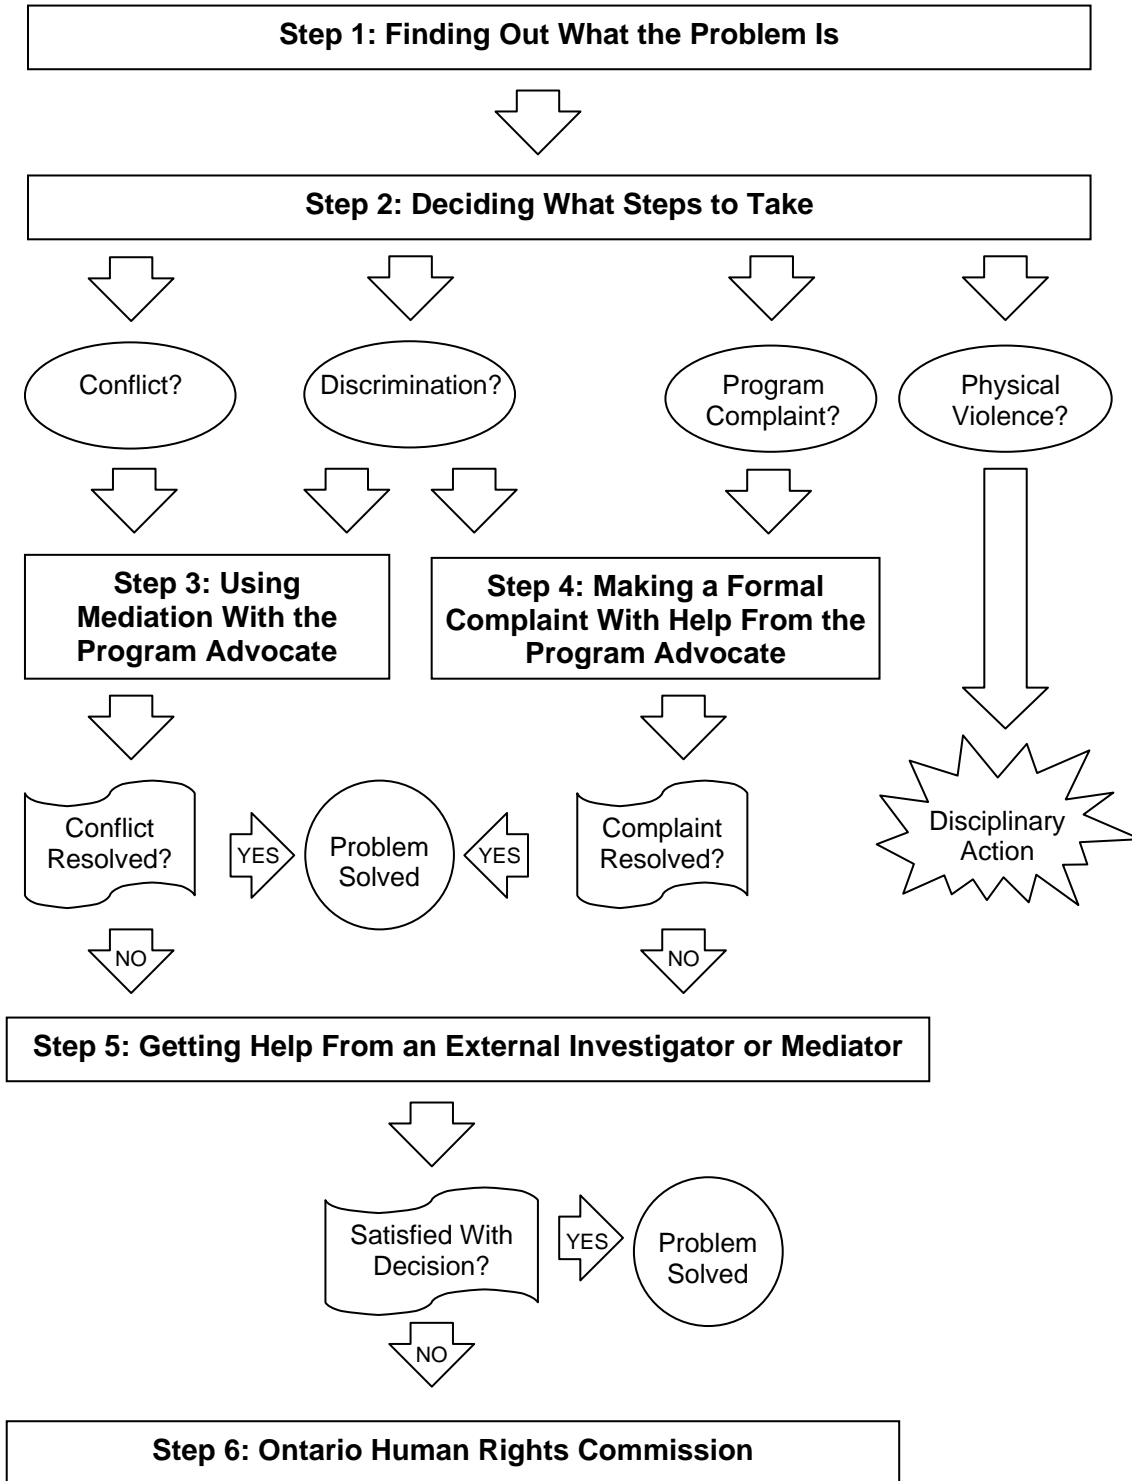 Step 1: Finding Out What the Problem Is
Step 2: Deciding What Steps to Take
Conflict?
Discrimination?
Program
Complaint?
Physical
Violence?
Step 3: Using
Mediation With the
Program Advocate
Step 4: Making a Formal
Complaint With Help From the
Program Advocate
Conflict
Resolved?
YES
Problem
Solved
YES
Complaint
Resolved?
Disciplinary
Action
NO
NO
Step 5: Getting Help From an External Investigator or Mediator
Satisfied With
Decision?
YES
Problem
Solved
NO
Step 6: Ontario Human Rights Commission